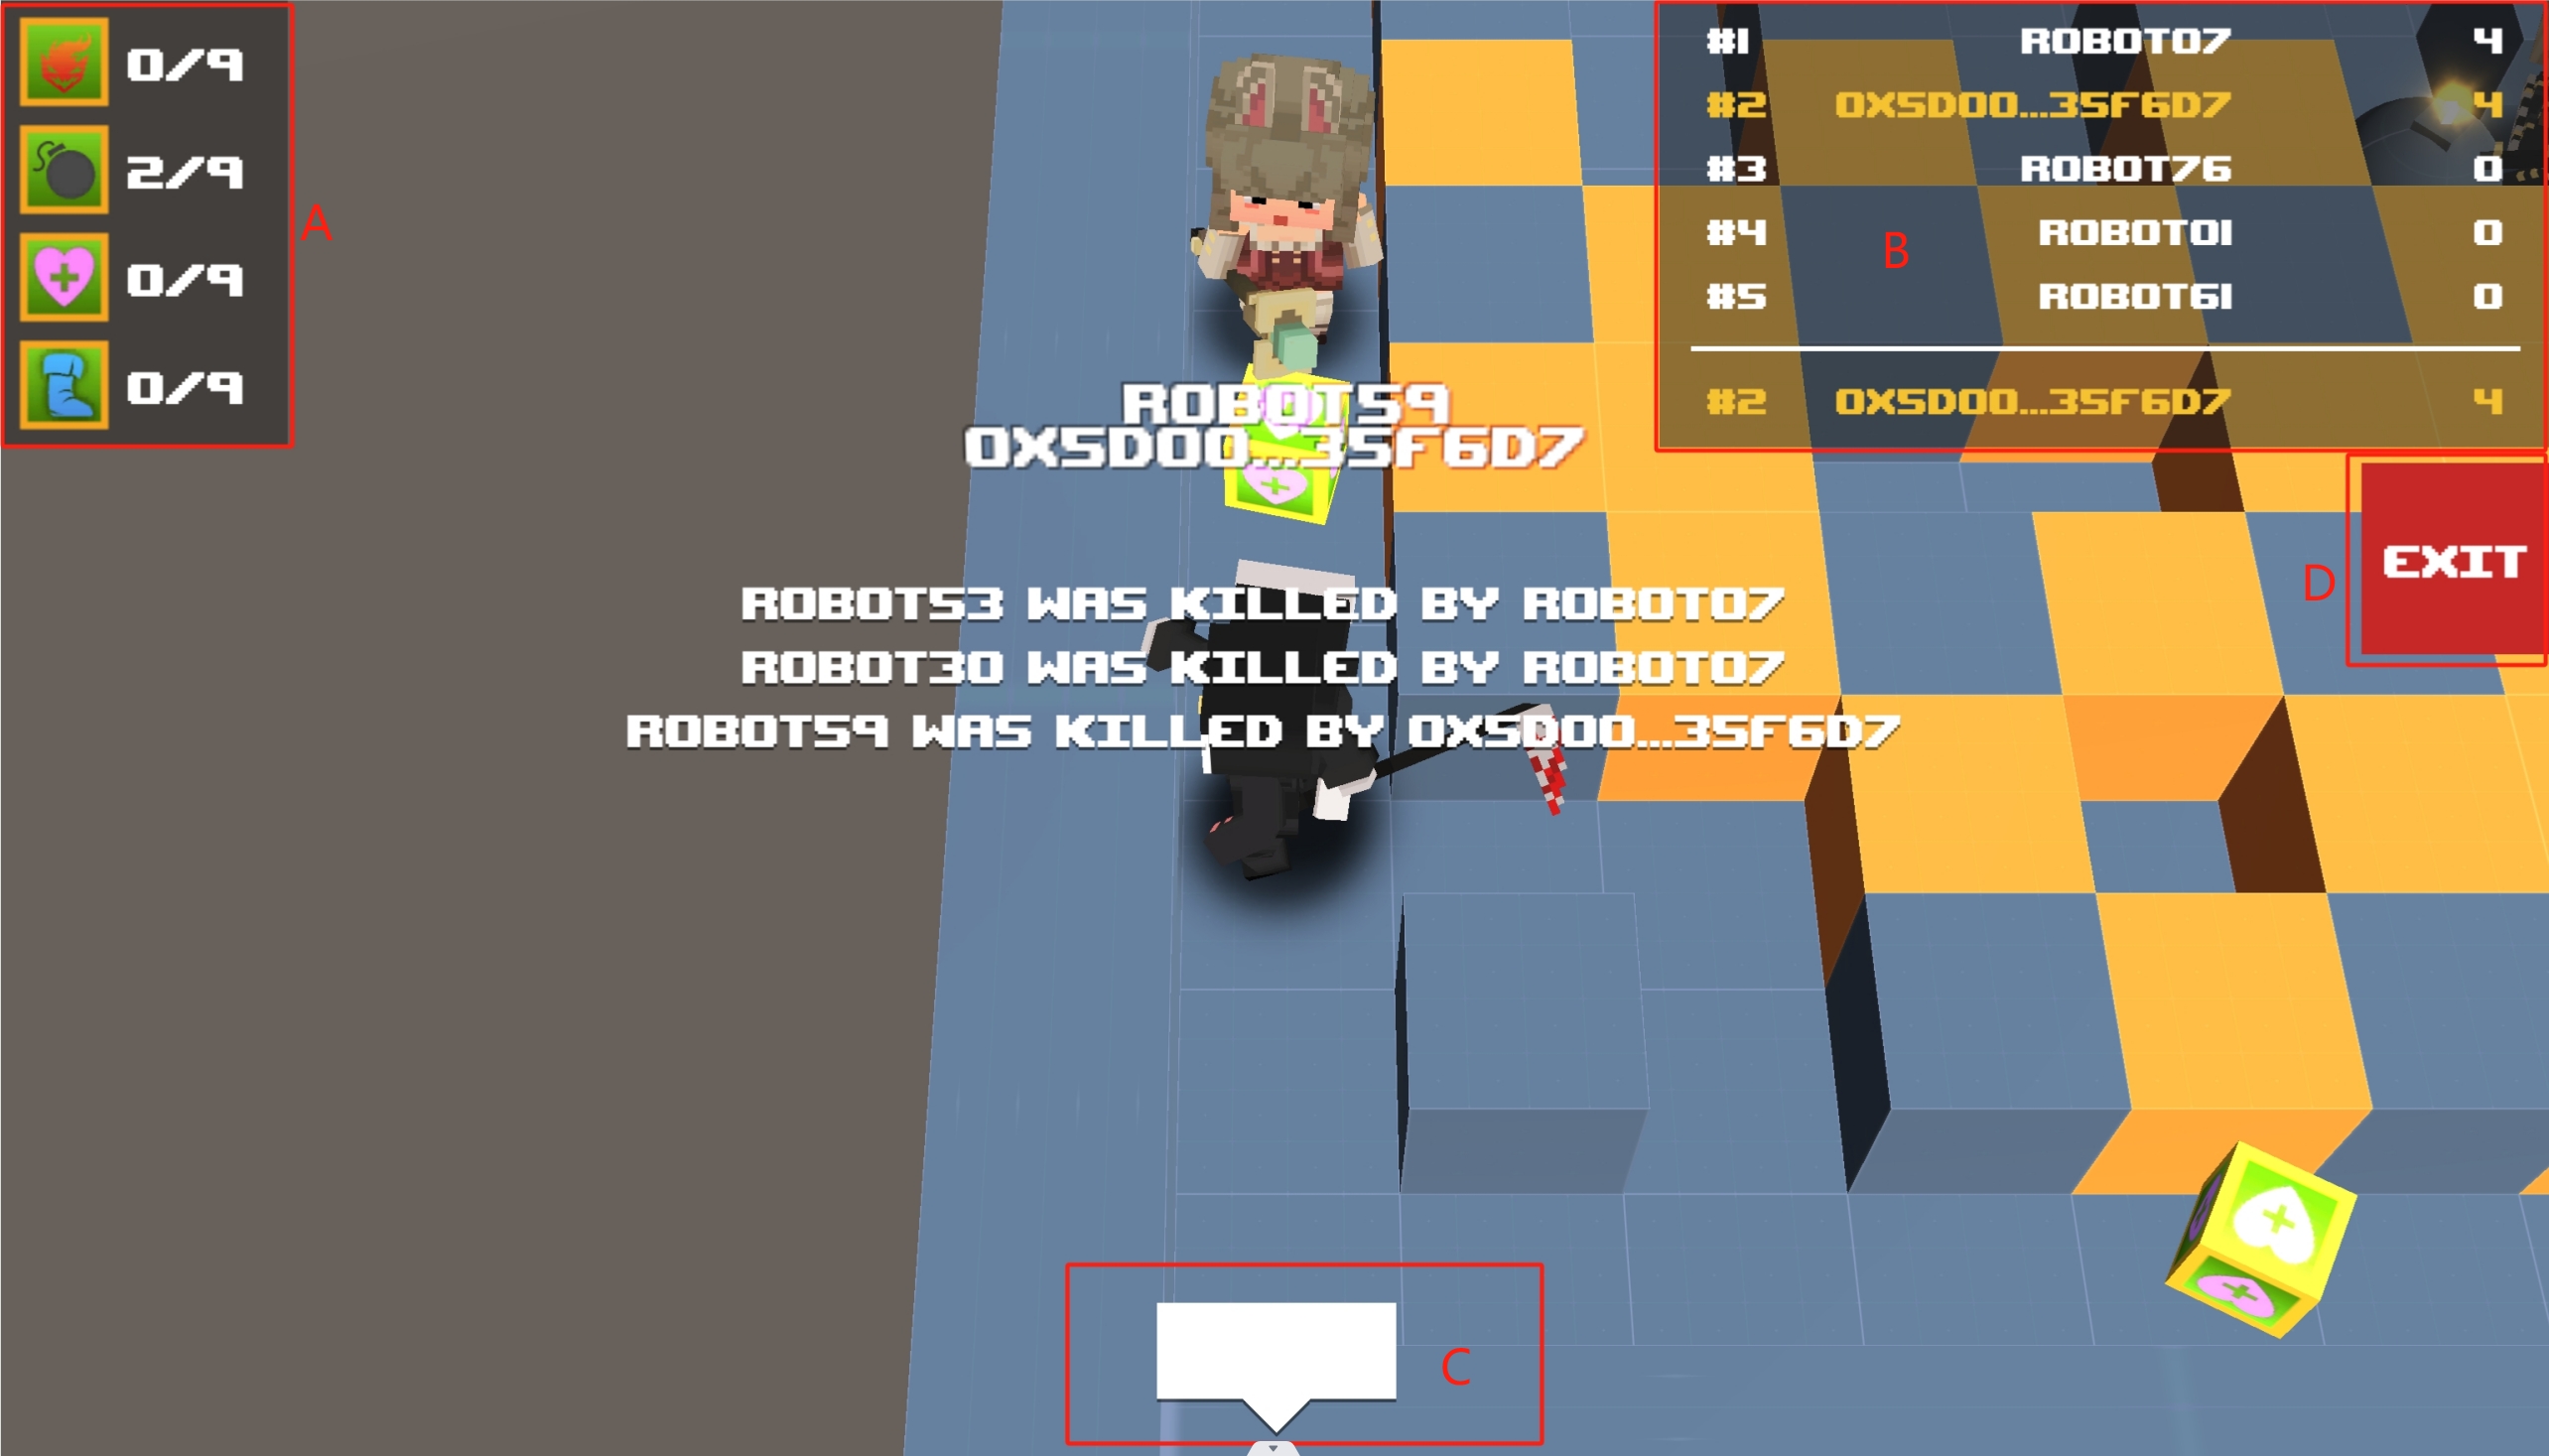 0/9
2/9
0/9
0/9
A
#1 ROBOT07 4
#2 0X5D00...35F6D7 4
#3 ROBOT76 0
#4 ROBOT01 0
#5 ROBOT61 0
#2 0X5D00...35F6D7 4
B
ROBOT59
0X5D00...35F6D7
EXIT
D
ROBOT53 WAS KILLED BY ROBOT07
ROBOT30 WAS KILLED BY ROBOT07
ROBOT59 WAS KILLED BY 0X5D00...35F6D7
C